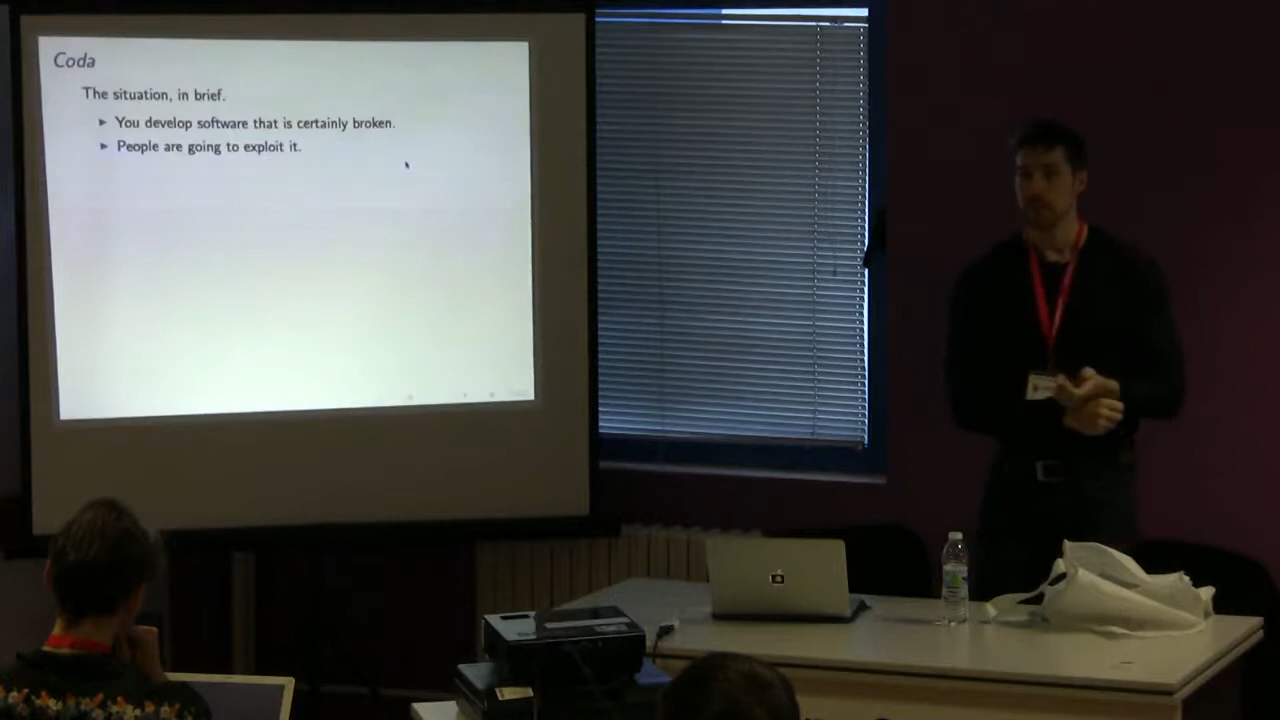 Coda
The situation, in brief.
► You develop software that is certainly broken.
► People are going to exploit it.